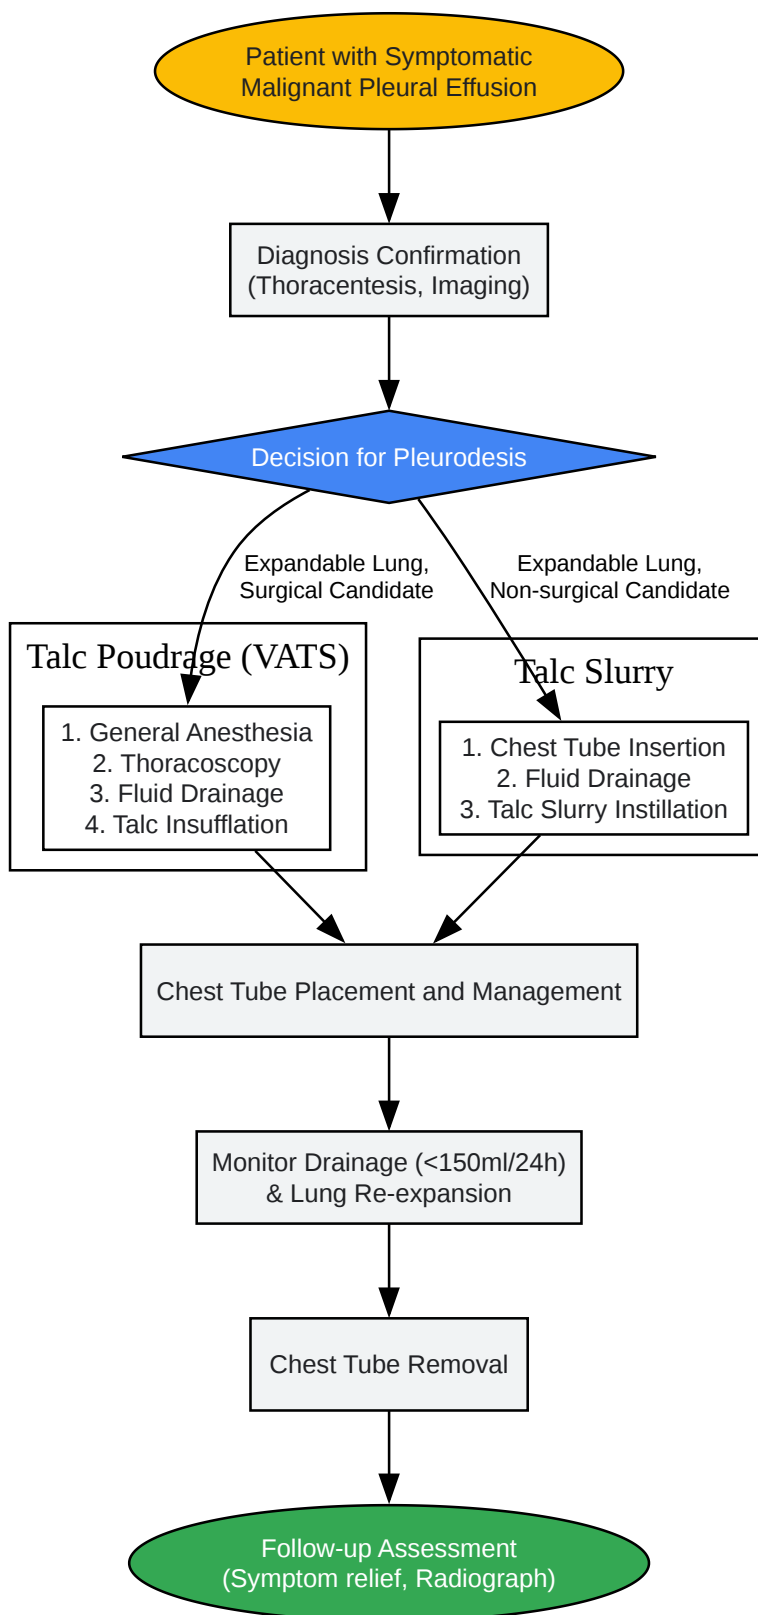 Patient with Symptomatic
Malignant Pleural Effusion
Diagnosis Confirmation
(Thoracentesis, Imaging)
Decision for Pleurodesis
Expandable Lung,
Surgical Candidate
Expandable Lung,
Non-surgical Candidate
Talc Poudrage (VATS)
1. General Anesthesia
2. Thoracoscopy
3. Fluid Drainage
4. Talc Insufflation
Talc Slurry
1. Chest Tube Insertion
2. Fluid Drainage
3. Talc Slurry Instillation
Chest Tube Placement and Management
Monitor Drainage (<150ml/24h)
& Lung Re-expansion
Chest Tube Removal
Follow-up Assessment
(Symptom relief, Radiograph)